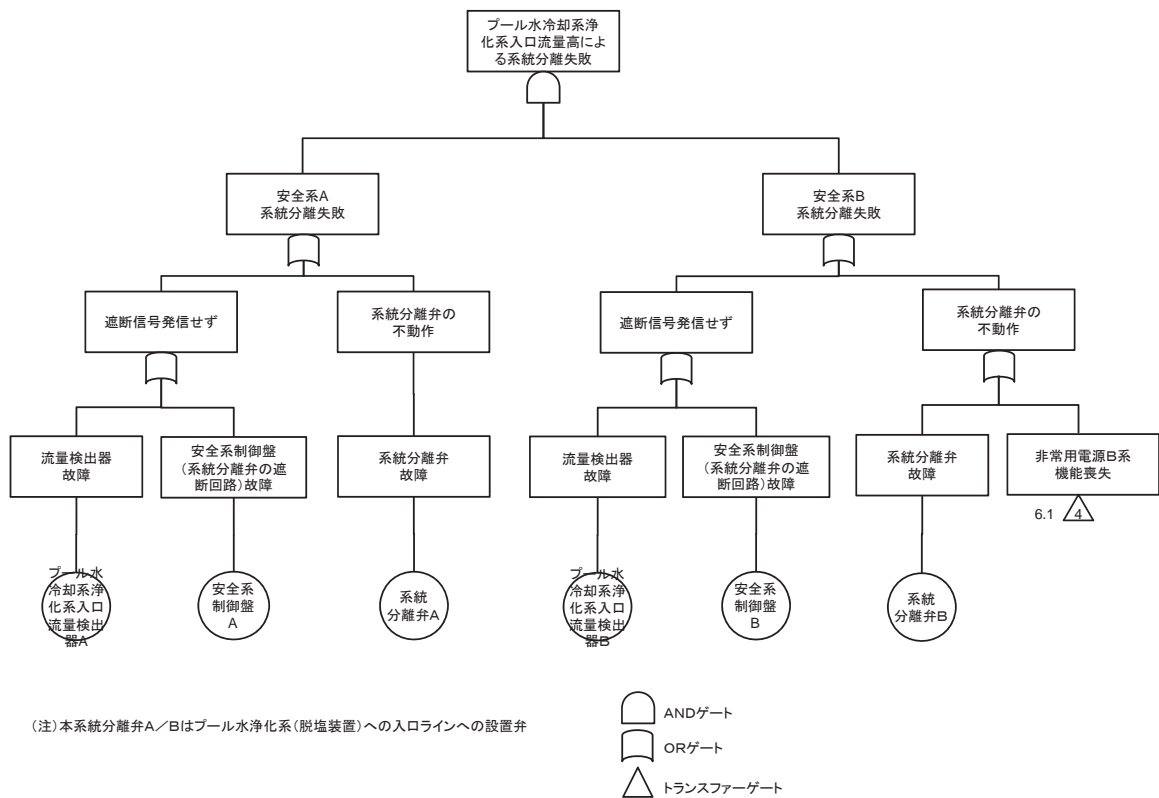 プール水冷却系浄
化系入口流量高によ
る系統分離失敗
安全系A
系統分離失敗
安全系B
系統分離失敗
遮断信号発信せず
系統分離弁の
不動作
遮断信号発信せず
系統分離弁の
不動作
流量検出器
故障
安全系制御盤
(系統分離弁の遮
断回路)故障
系統分離弁
故障
流量検出器
故障
安全系制御盤
(系統分離弁の遮
断回路)故障
系統分離弁
故障
非常用電源B系
機能喪失
6.1
4
プール水
冷却系浄
化系入口
流量検出
器A
安全系
制御盤
A
系統
分離弁A
プール水
冷却系浄
化系入口
流量検出
器B
安全系
制御盤
B
系統
分離弁B
(注)本系統分離弁A/Bはプール水浄化系(脱塩装置)への入口ラインへの設置弁
ANDゲート
ORゲート
トランスファーゲート